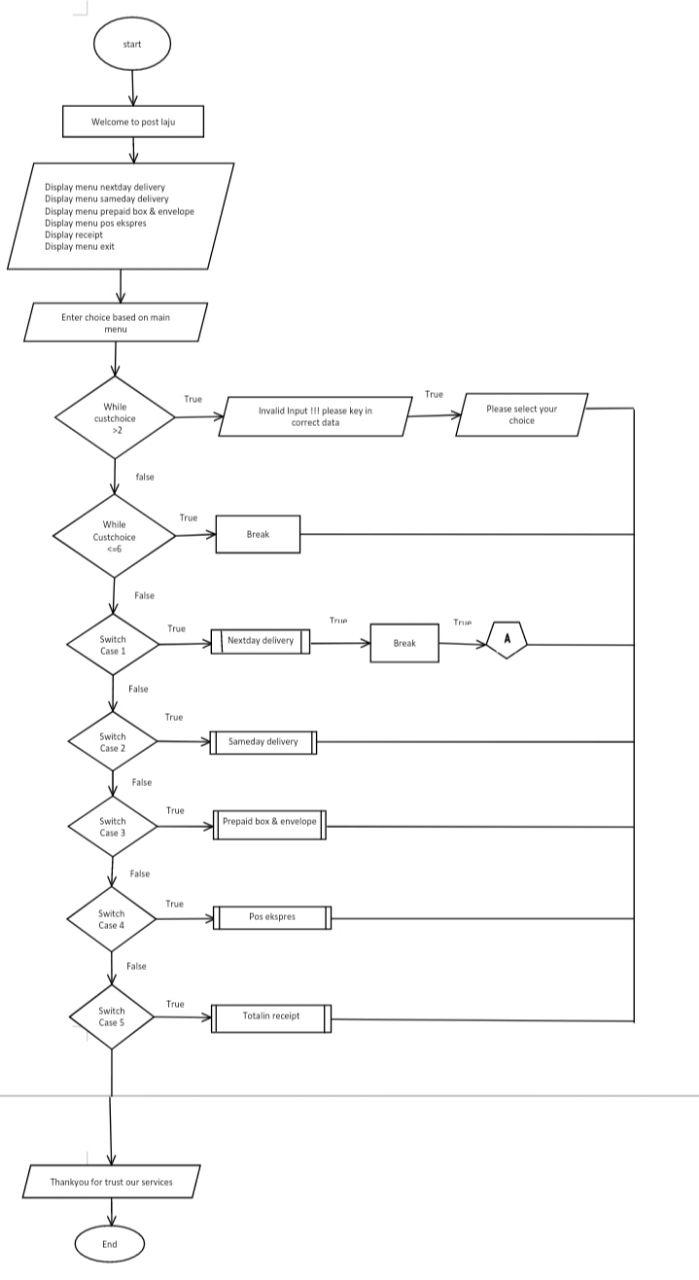 start
Welcome to post laju
Display menu nextday delivery
Display menu sameday delivery
Display menu prepaid box & envelope
Display menu pos ekspres
Display receipt
Display menu exit
Enter choice based on main
menu
While
custchoice
>2
True
Invalid Input !!! please key in
correct data
True
Please select your
choice
false
While
Custchoice
<=6
True
Break
False
Switch
Case 1
True
Nextday delivery
True
Break
True
A
False
Switch
Case 2
True
Sameday delivery
False
Switch
Case 3
True
Prepaid box & envelope
False
Switch
Case 4
True
Pos ekspres
False
Switch
Case 5
True
Totalin receipt
Thankyou for trust our services
End